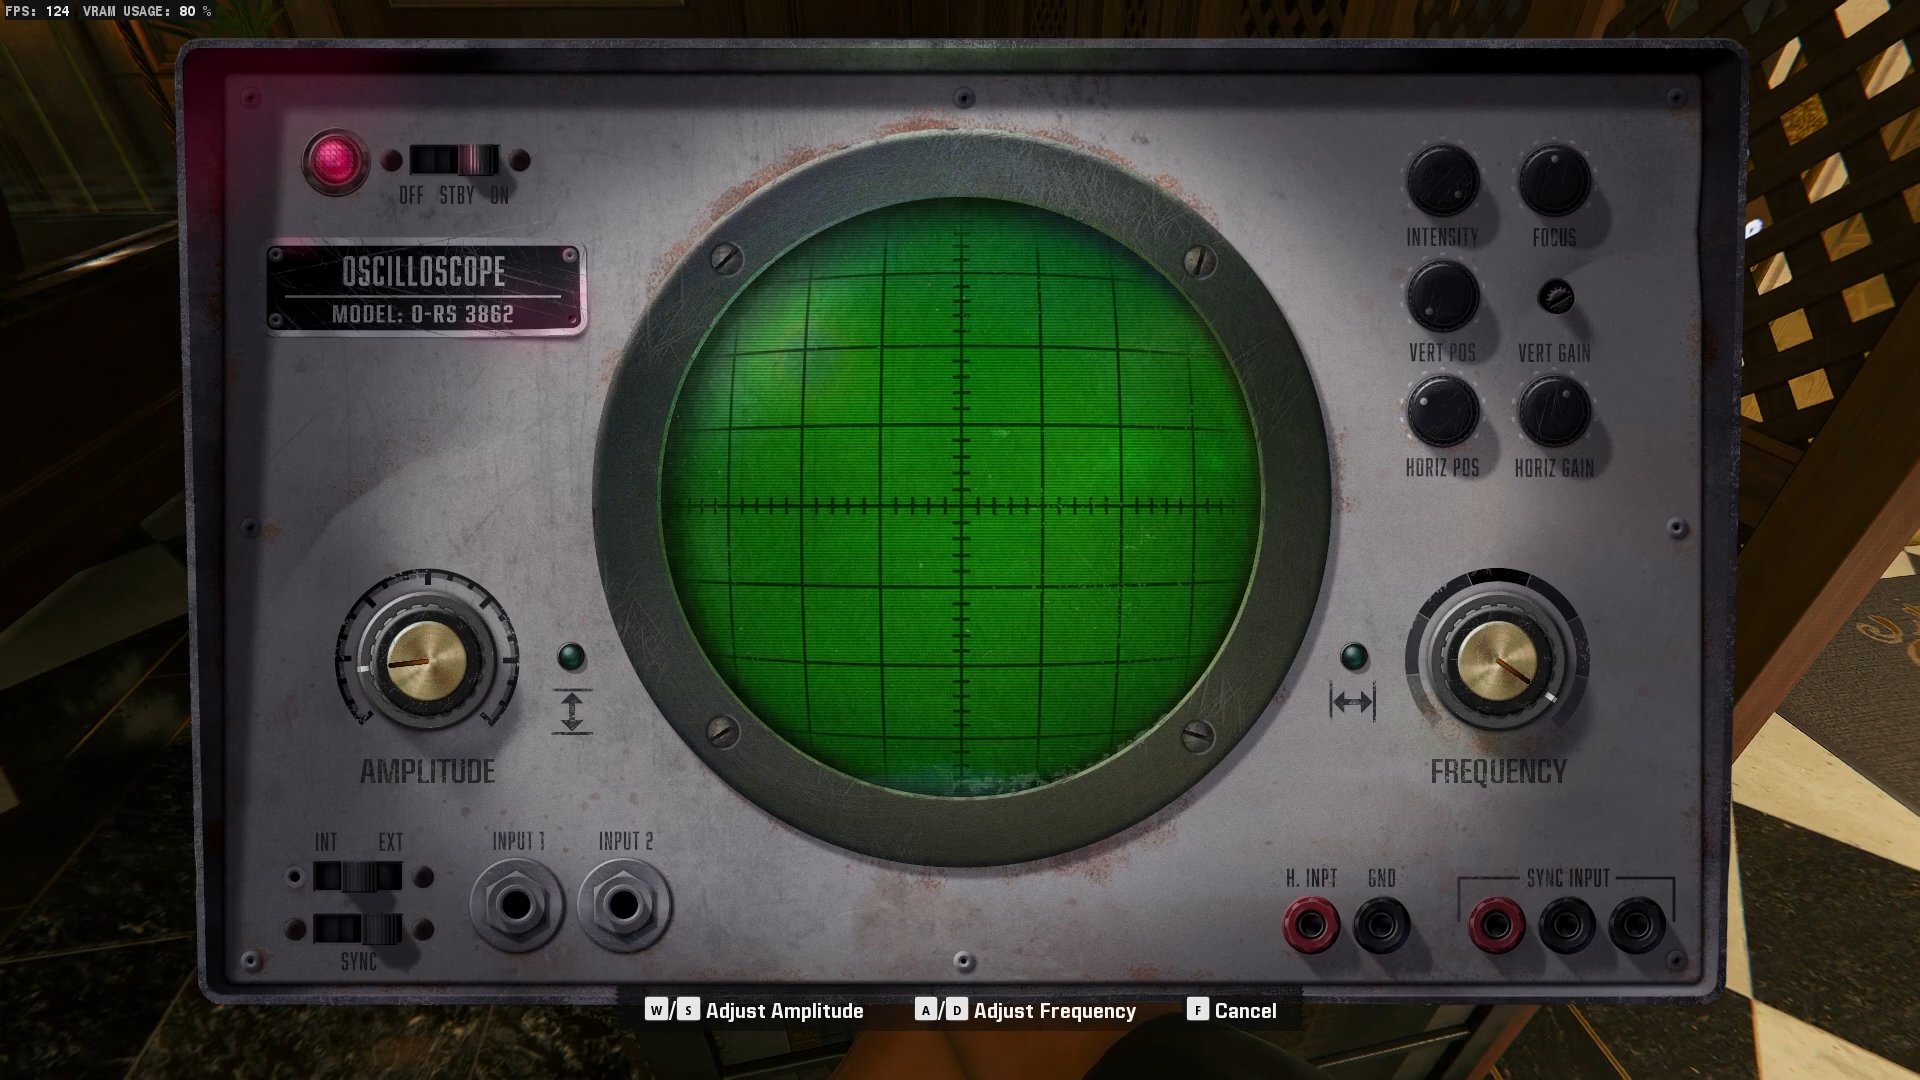 FPS: 124 VRAM USAGE: 80 %
OFF STBY ON
OSCILLOSCOPE
MODEL: O-RS 3862
INTENSITY FOCUS
VERT POS VERT GAIN
HORIZ POS HORIZ GAIN
AMPLITUDE
FREQUENCY
INT EXT
SYNC
INPUT 1 INPUT 2
H. INPT GND
SYNC INPUT
W/S Adjust Amplitude A/D Adjust Frequency F Cancel